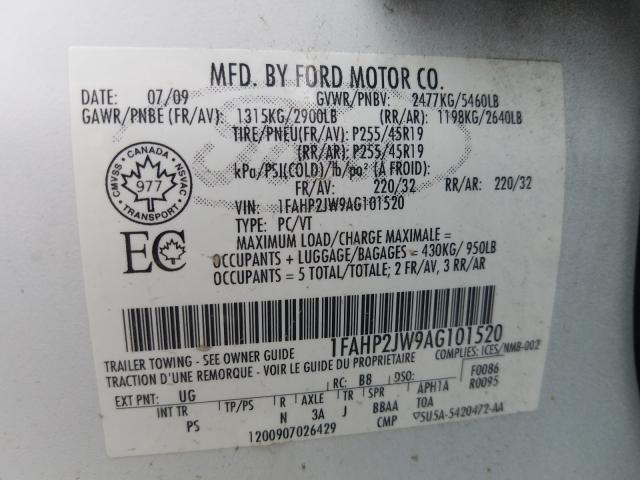 MFD. BY FORD MOTOR CO.
DATE: 07/09 GVWR/PNBV: 2477KG/5460LB
GAWR/PNBE (FR/AV): 1315KG/2900LB (RR/AR): 1198KG/2640LB
TIRE/PNEU(FR/AV): P255/45R19
(RR/AR): P255/45R19
kPa/PSI(COLD)/lb/po² (À FROID):
FR/AV: 220/32 RR/AR: 220/32
VIN: 1FAHP2JW9AG101520
TYPE: PC/VT
MAXIMUM LOAD/CHARGE MAXIMALE =
OCCUPANTS + LUGGAGE/BAGAGES = 430KG/ 950LB
OCCUPANTS = 5 TOTAL/TOTALE; 2 FR/AV, 3 RR/AR
CANADA
CMVSS
NSVAC
977
TRANSPORT
EC
1FAHP2JW9AG101520
TRAILER TOWING - SEE OWNER GUIDE COMPLIES: ICES/NMB-002
TRACTION D'UNE REMORQUE - VOIR LE GUIDE DU PROPRIETAIRE
EXT PNT: UG RC: B8 DSO: F0086
R0095
INT TR TP/PS R AXLE TR SPR APH1A
PS N 3A J BBAA TOA
1200907026429 CMP 5U5A-5420472-AA